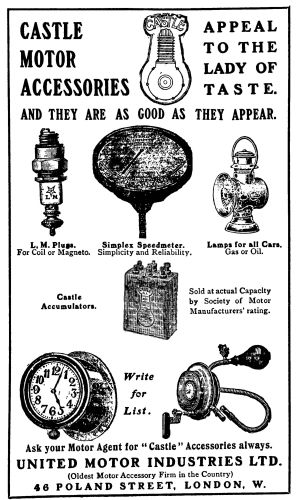 CASTLE
MOTOR
ACCESSORIES
CASTLE
APPEAL
TO THE
LADY OF
TASTE.
AND THEY ARE AS GOOD AS THEY APPEAR.
L. M. Plugs.
For Coil or Magneto.
Simplex Speedmeter.
Simplicity and Reliability.
Lamps for all Cars.
Gas or Oil.
Castle
Accumulators.
Sold at actual Capacity
by Society of Motor
Manufacturers' rating.
Write
for
List.
Ask your Motor Agent for "Castle" Accessories always.
UNITED MOTOR INDUSTRIES LTD.
(Oldest Motor Accessory Firm in the Country)
46 POLAND STREET, LONDON, W.